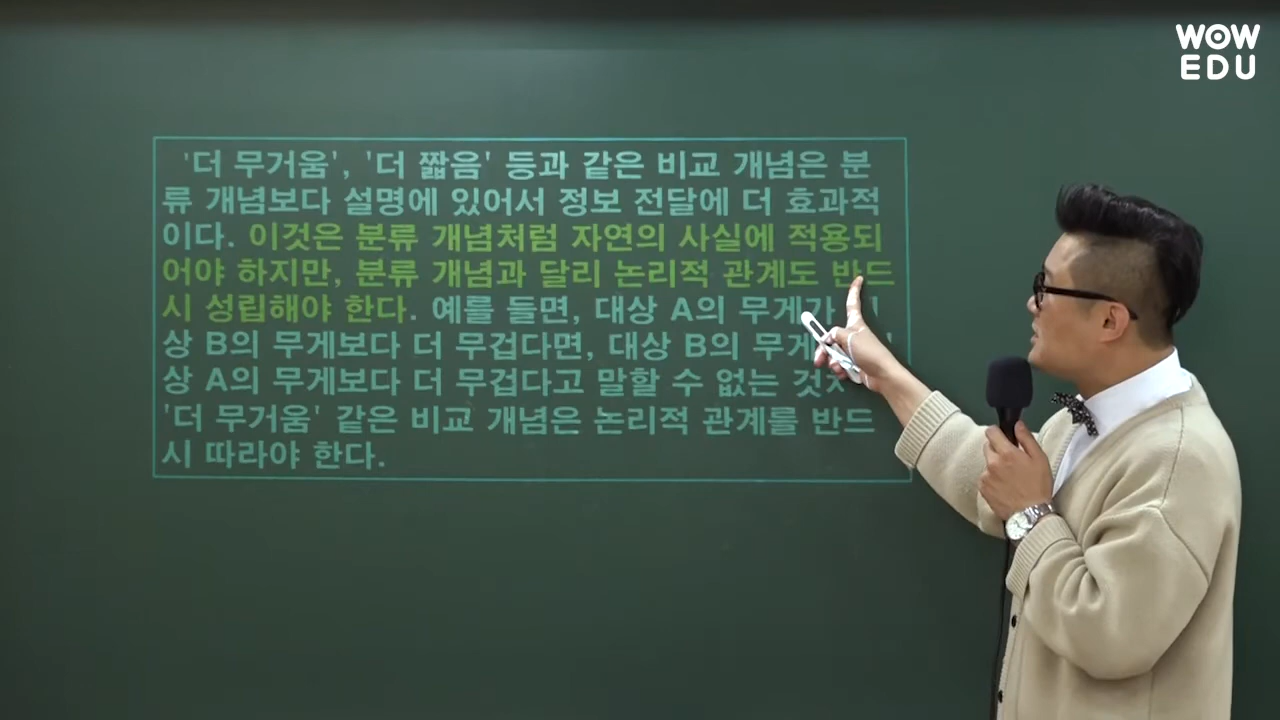 WOW
EDU
'더 무거움', '더 짧음' 등과 같은 비교 개념은 분
류 개념보다 설명에 있어서 정보 전달에 더 효과적
이다. 이것은 분류 개념처럼 자연의 사실에 적용되
어야 하지만, 분류 개념과 달리 논리적 관계도 반드
시 성립해야 한다. 예를 들면, 대상 A의 무게가
상 B의 무게보다 더 무겁다면, 대상 B의
상 A의 무게보다 더 무겁다고 말할 수 없는
'더 무거움' 같은 비교 개념은 논리적 관계를 반드
시 따라야 한다.